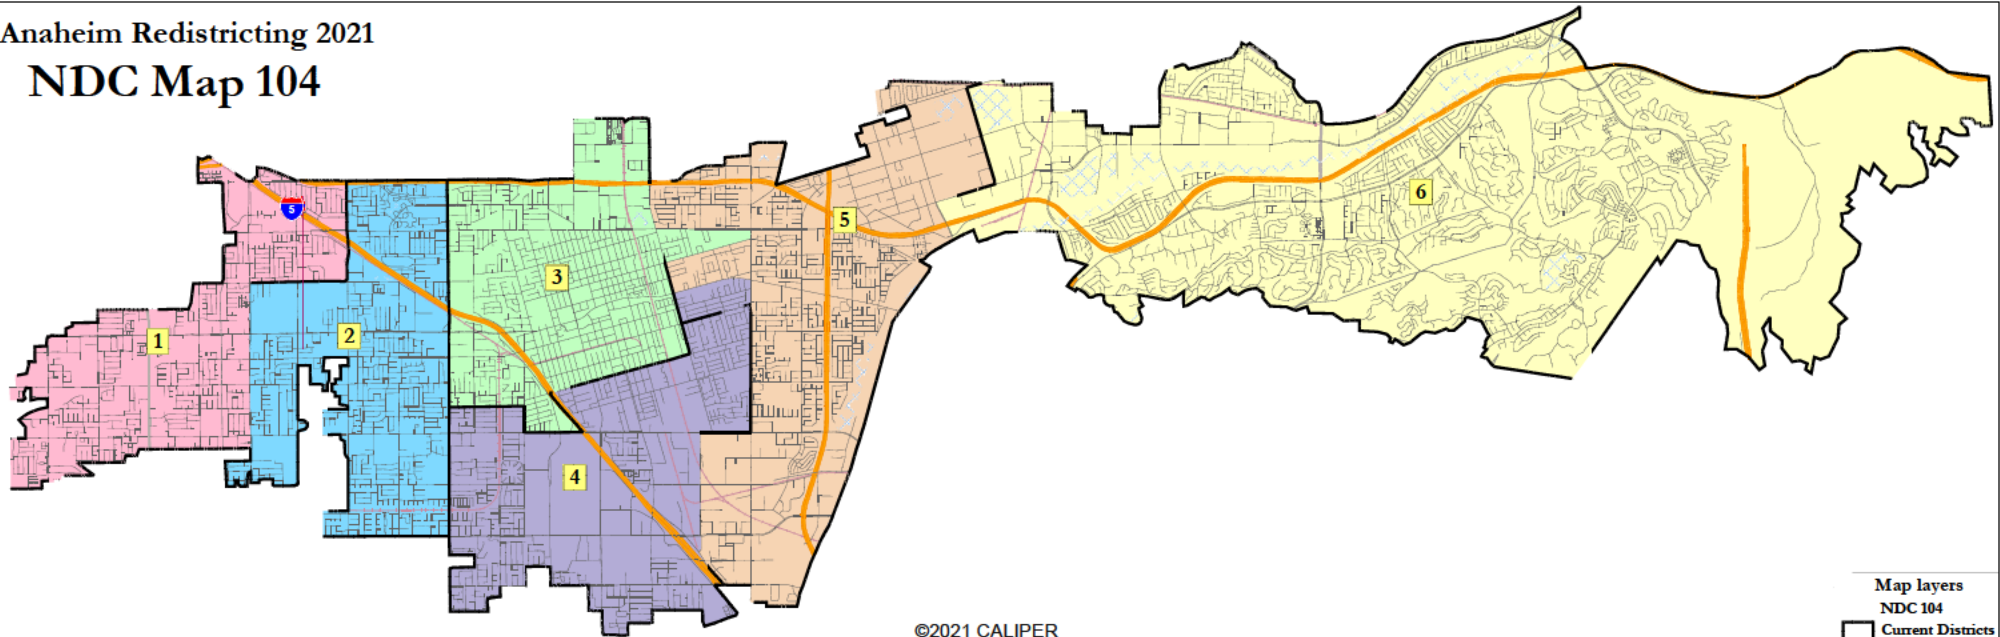 Anaheim Redistricting 2021
NDC Map 104
5
6
5
3
1
2
4
Map layers
NDC 104
Current Districts
©2021 CALIPER